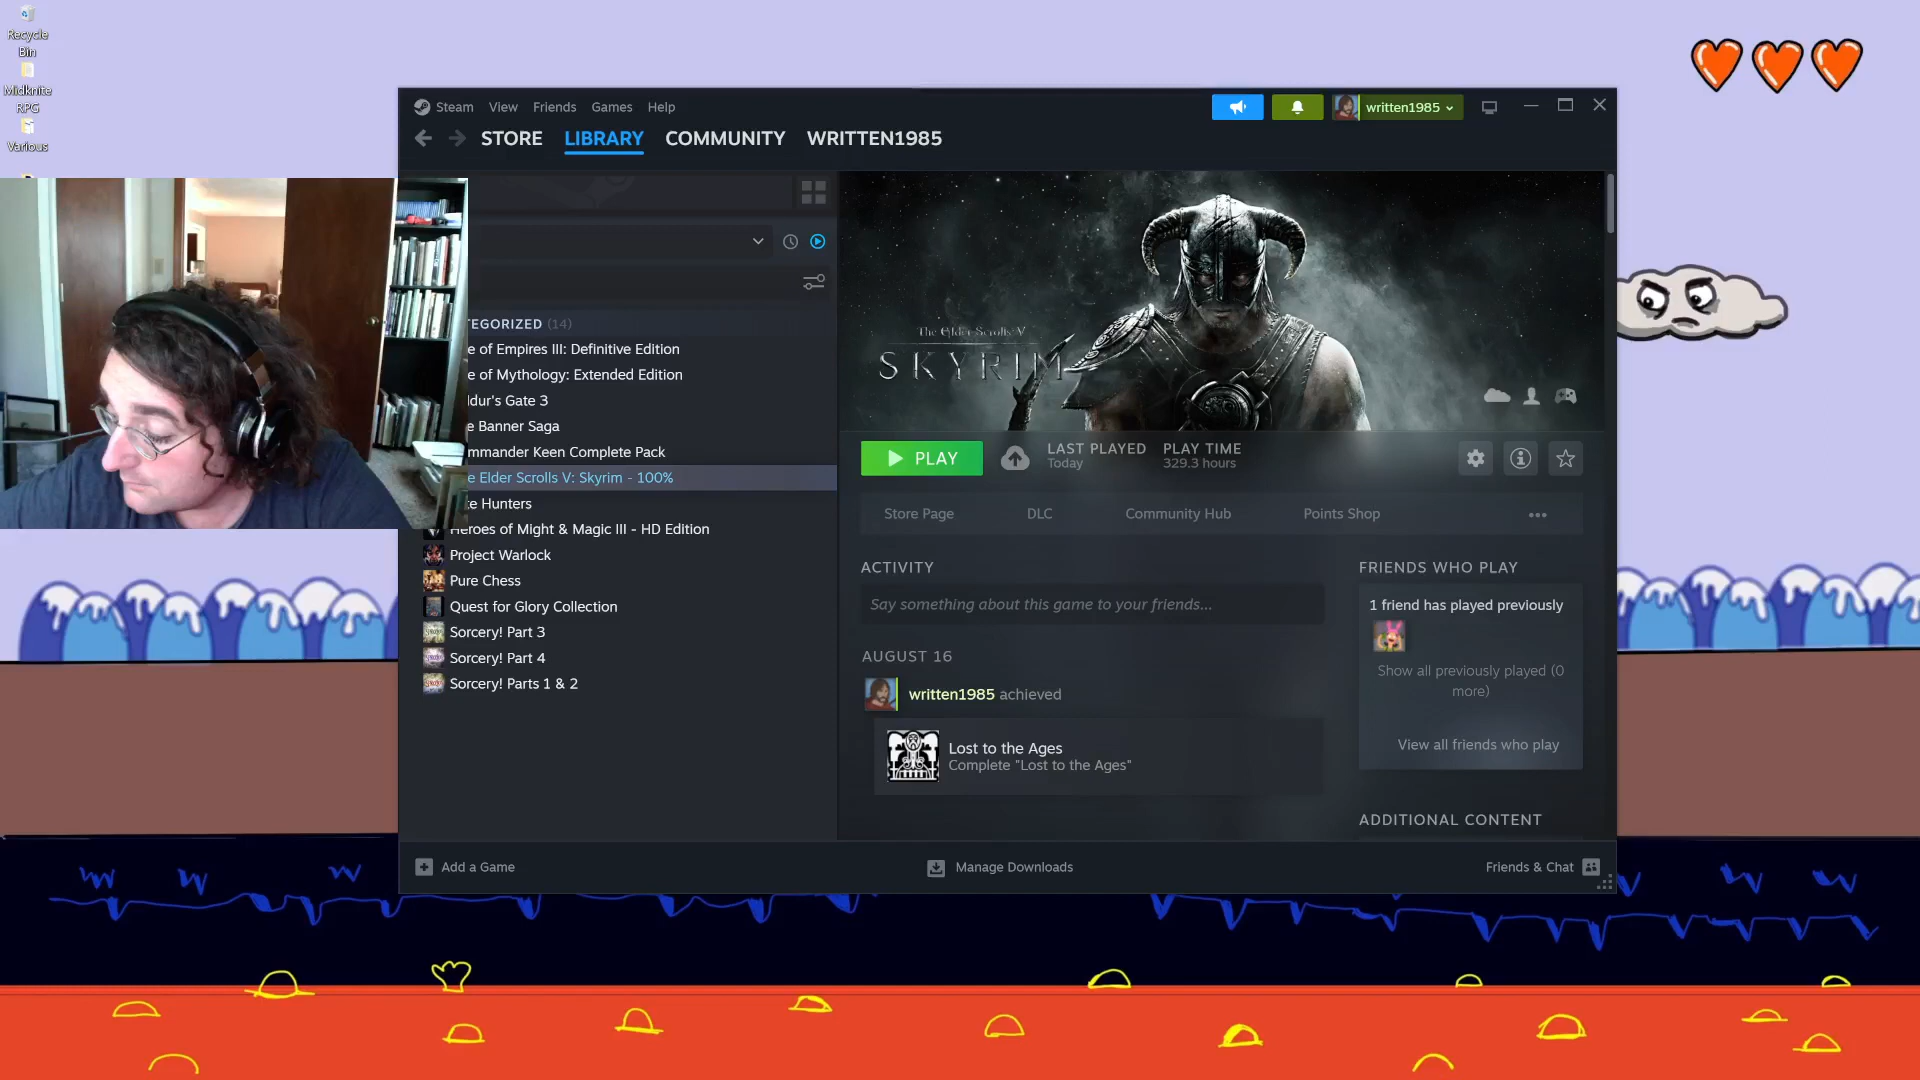 Recycle
Bin
Midknite
RPG
Various
Steam View Friends Games Help
written1985
STORE LIBRARY COMMUNITY WRITTEN1985
TEGORIZED (14)
e of Empires III: Definitive Edition
e of Mythology: Extended Edition
ldur's Gate 3
e Banner Saga
mmander Keen Complete Pack
e Elder Scrolls V: Skyrim - 100%
te Hunters
Heroes of Might & Magic III - HD Edition
Project Warlock
Pure Chess
Quest for Glory Collection
Sorcery! Part 3
Sorcery! Part 4
Sorcery! Parts 1 & 2
The Elder Scrolls V
SKYRIM
PLAY
LAST PLAYED
Today
PLAY TIME
329.3 hours
Store Page DLC Community Hub Points Shop
ACTIVITY
Say something about this game to your friends...
AUGUST 16
written1985 achieved
Lost to the Ages
Complete "Lost to the Ages"
FRIENDS WHO PLAY
1 friend has played previously
Show all previously played (0
more)
View all friends who play
ADDITIONAL CONTENT
Add a Game
Manage Downloads
Friends & Chat